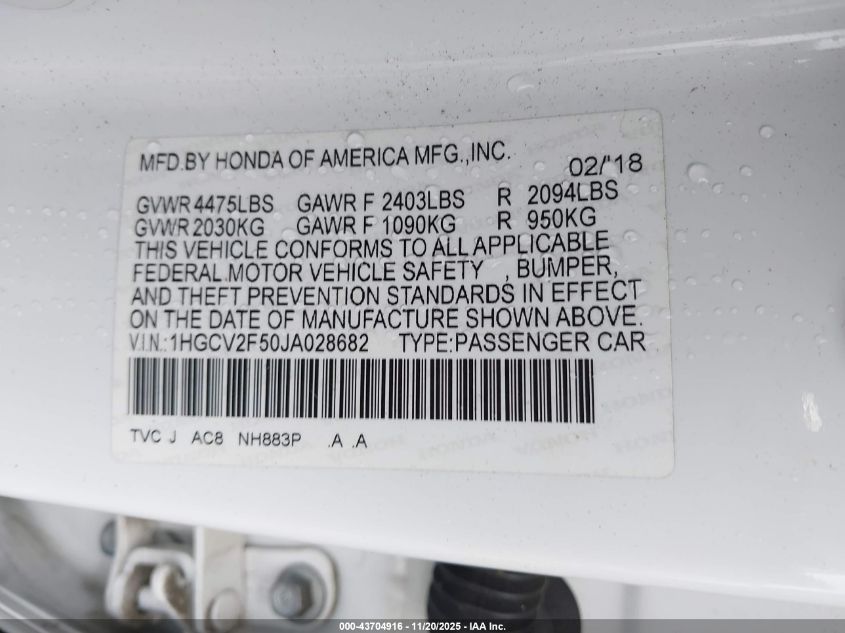 MFD.BY HONDA OF AMERICA MFG.,INC.
02/'18
GVWR 4475LBS GAWR F 2403LBS R 2094LBS
GVWR 2030KG GAWR F 1090KG R 950KG
THIS VEHICLE CONFORMS TO ALL APPLICABLE
FEDERAL MOTOR VEHICLE SAFETY , BUMPER,
AND THEFT PREVENTION STANDARDS IN EFFECT
ON THE DATE OF MANUFACTURE SHOWN ABOVE.
V.I.N.:1HGCV2F50JA028682 TYPE:PASSENGER CAR
TVC J AC8 NH883P .A .A
000-43704916 - 11/20/2025 - IAA Inc.